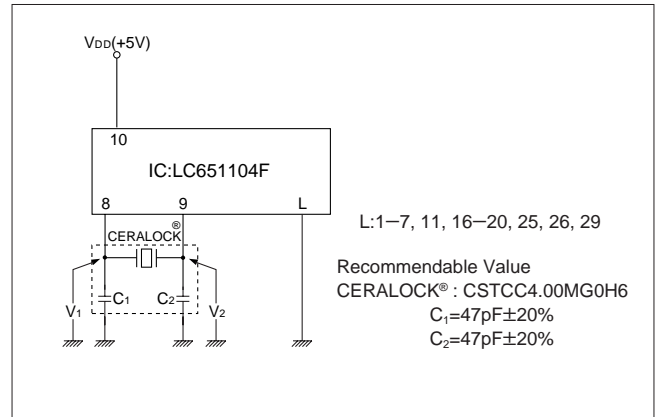 VDD(+5V)
10
IC:LC651104F
8 9 L
CERALOCK®
V1 C1 C2 V2
L:1–7, 11, 16–20, 25, 26, 29
Recommendable Value
CERALOCK® : CSTCC4.00MG0H6
C1=47pF±20%
C2=47pF±20%